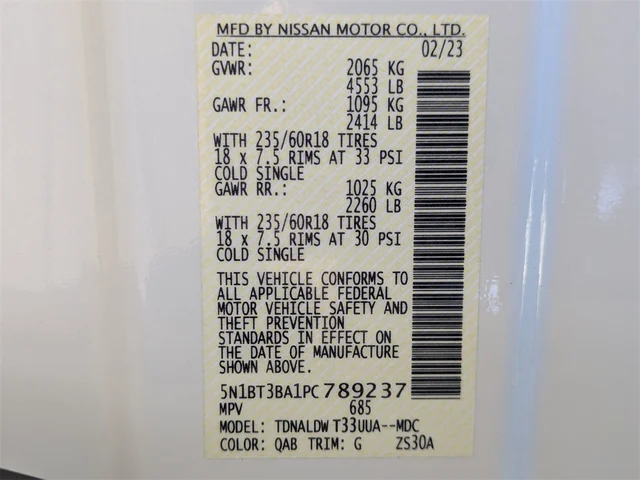 MFD BY NISSAN MOTOR CO., LTD.
DATE: 02/23
GVWR: 2065 KG
4553 LB
GAWR FR.: 1095 KG
2414 LB
WITH 235/60R18 TIRES
18 x 7.5 RIMS AT 33 PSI
COLD SINGLE
GAWR RR.: 1025 KG
2260 LB
WITH 235/60R18 TIRES
18 x 7.5 RIMS AT 30 PSI
COLD SINGLE
THIS VEHICLE CONFORMS TO
ALL APPLICABLE FEDERAL
MOTOR VEHICLE SAFETY AND
THEFT PREVENTION
STANDARDS IN EFFECT ON
THE DATE OF MANUFACTURE
SHOWN ABOVE.
5N1BT3BA1PC789237
MPV 685
MODEL: TDNALDW T33UUA--MDC
COLOR: QAB TRIM: G ZS30A